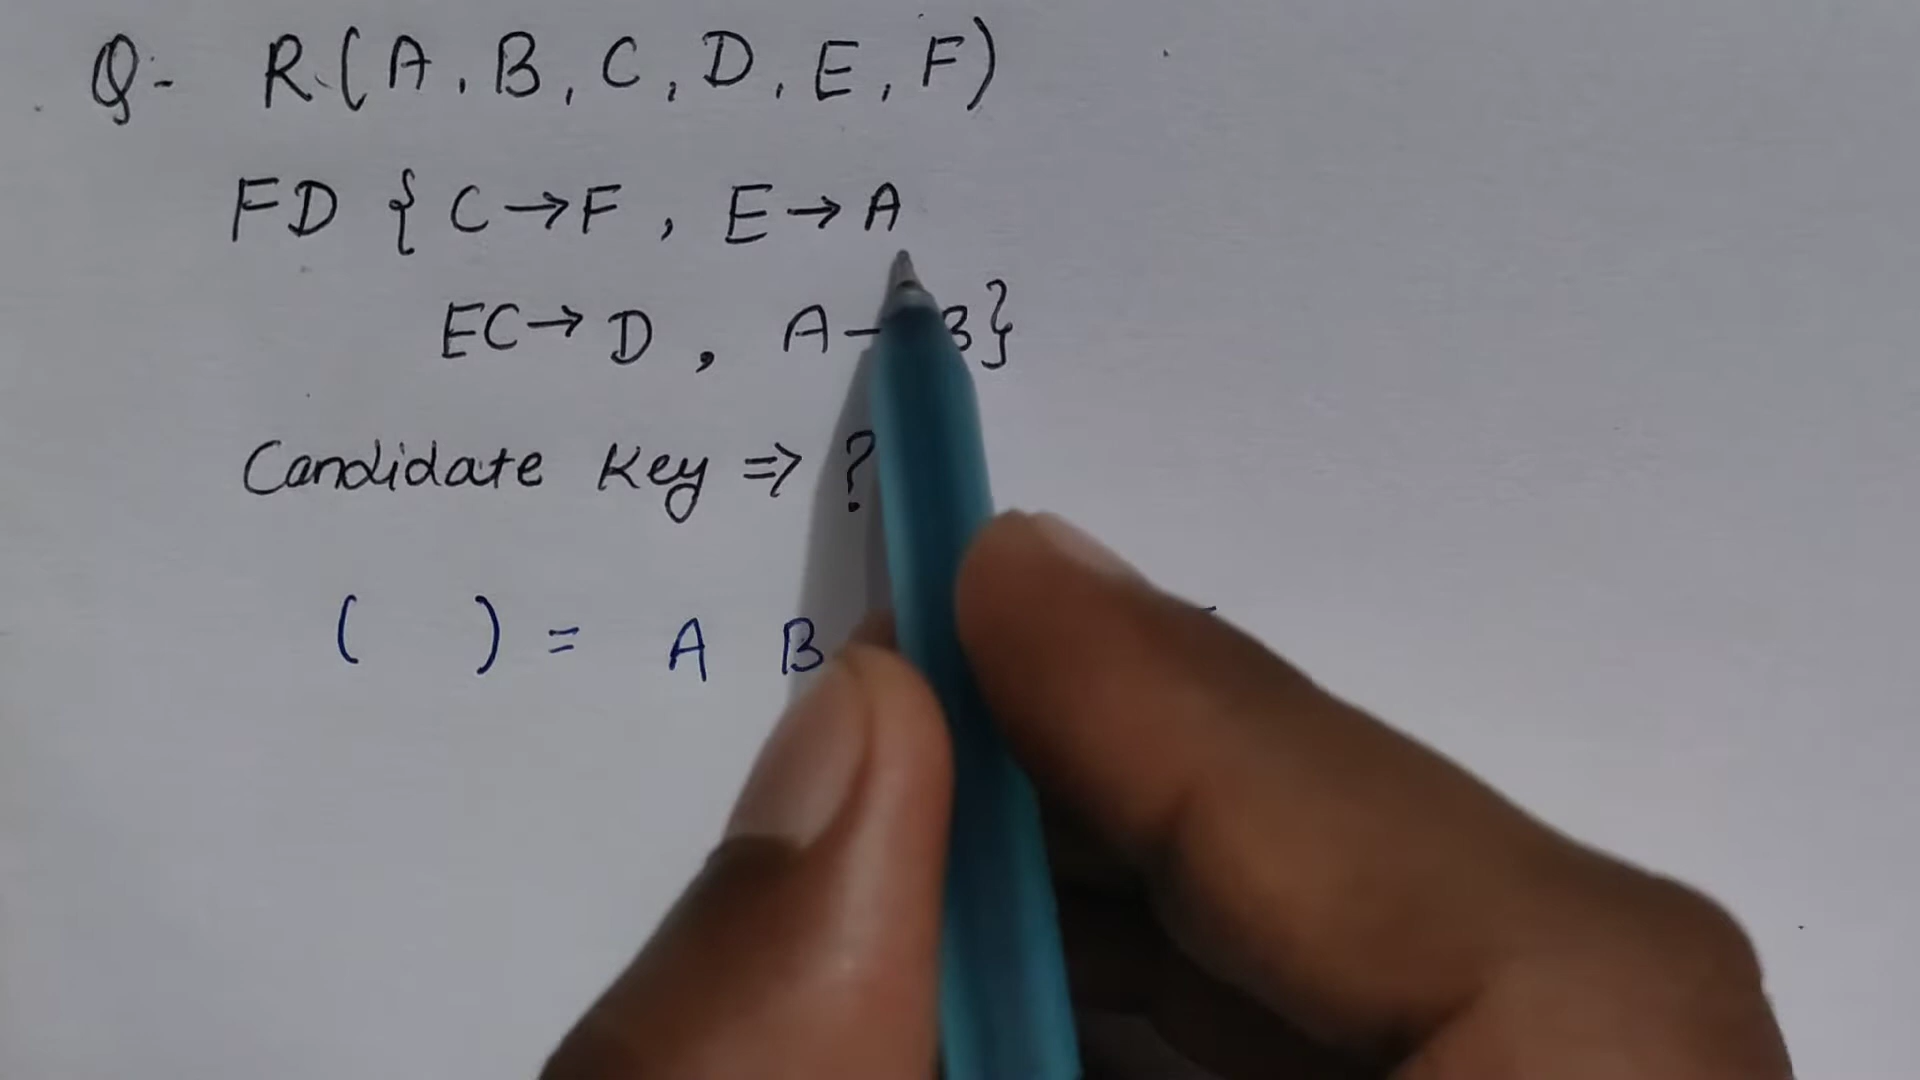 Q- R(A, B, C, D, E, F)
FD { C→F, E→A
EC→D, A-B}
Candidate Key ⇒ ?
( ) = A B